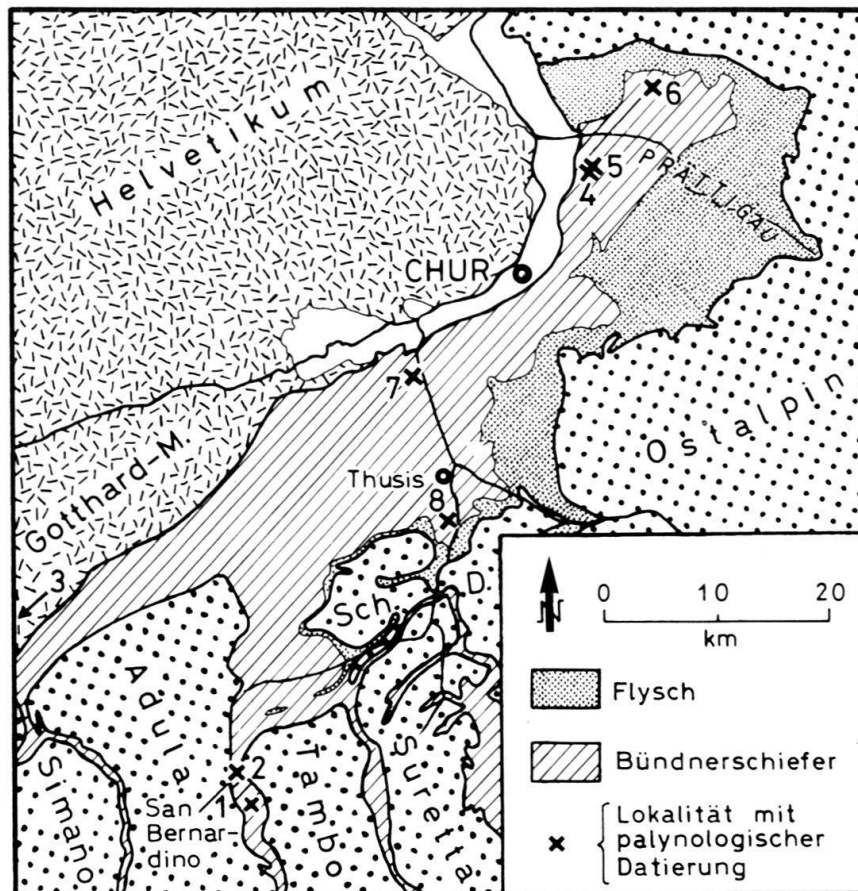 Helvetikum
6
5
4
PRÄTTIGAU
CHUR
7
Ostalpin
Thusis
8
Gotthard-M
3
Sch.
D.
Adula
Tambo
Suretta
Simano
2
1
San
Bernar-
dino
N
0 10 20
km
Flysch
Bündnerschiefer
Lokalität mit
palynologischer
Datierung